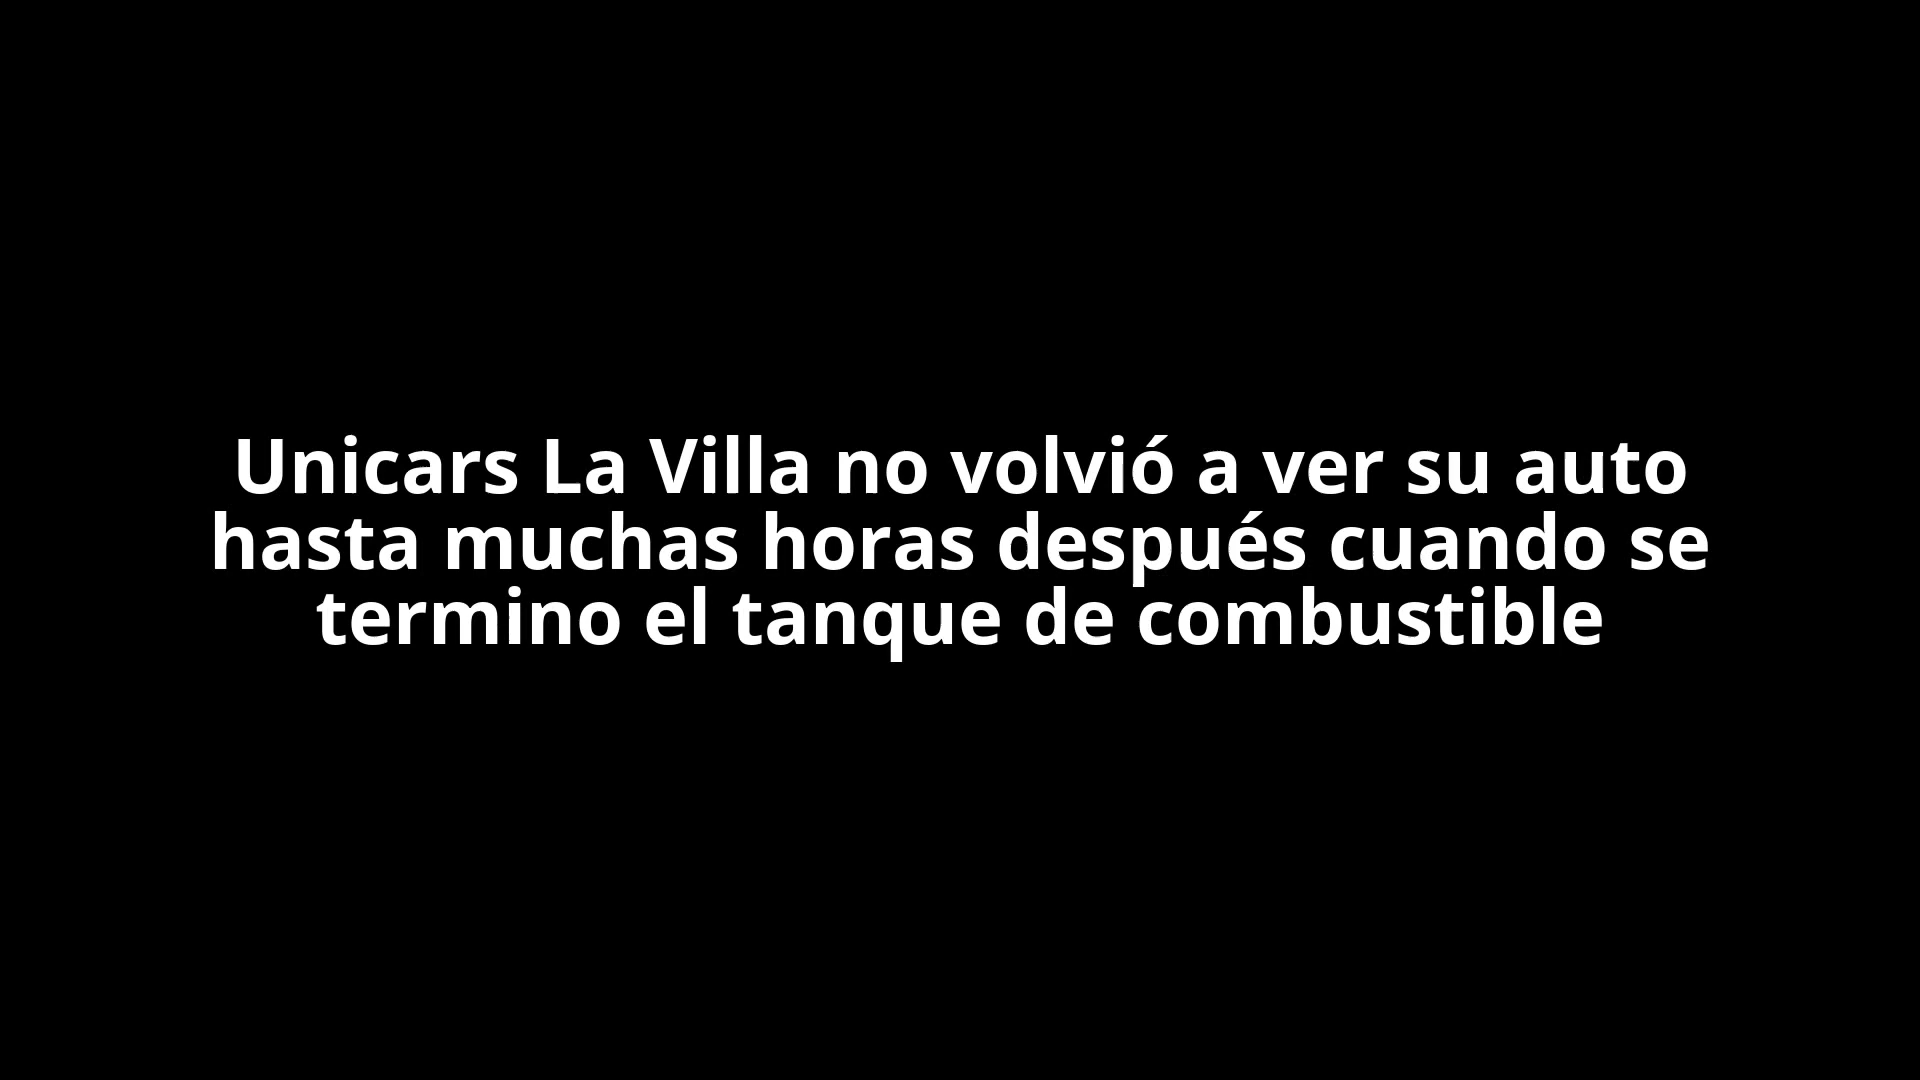 Unicars La Villa no volvió a ver su auto
hasta muchas horas después cuando se
termino el tanque de combustible